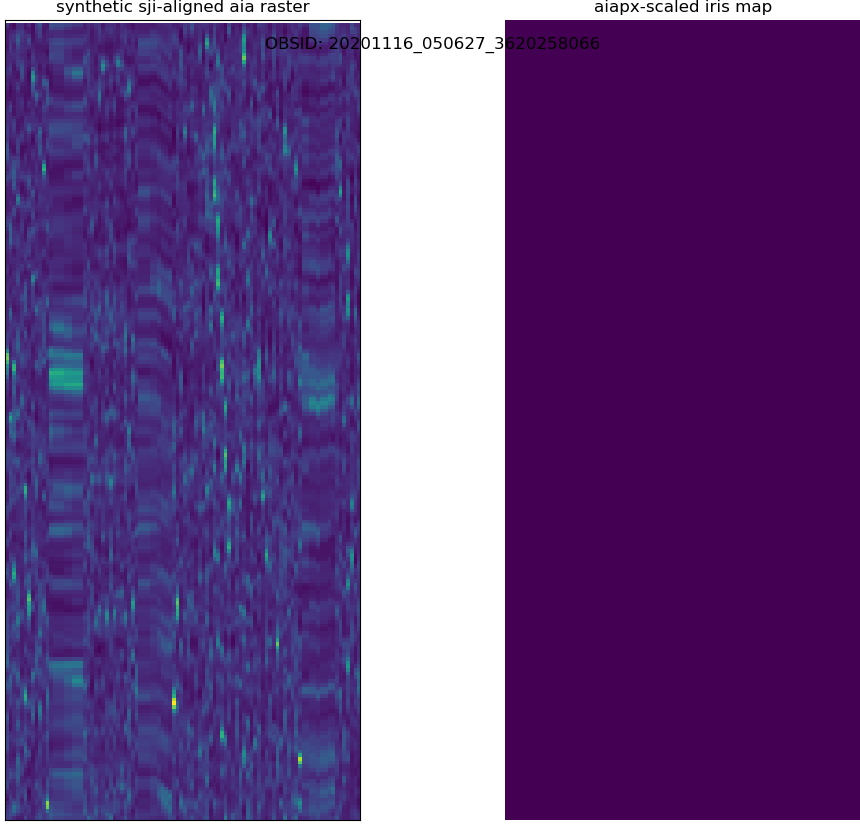 synthetic sji-aligned aia raster
aiapx-scaled iris map
OBSID: 20201116_050627_3620258066